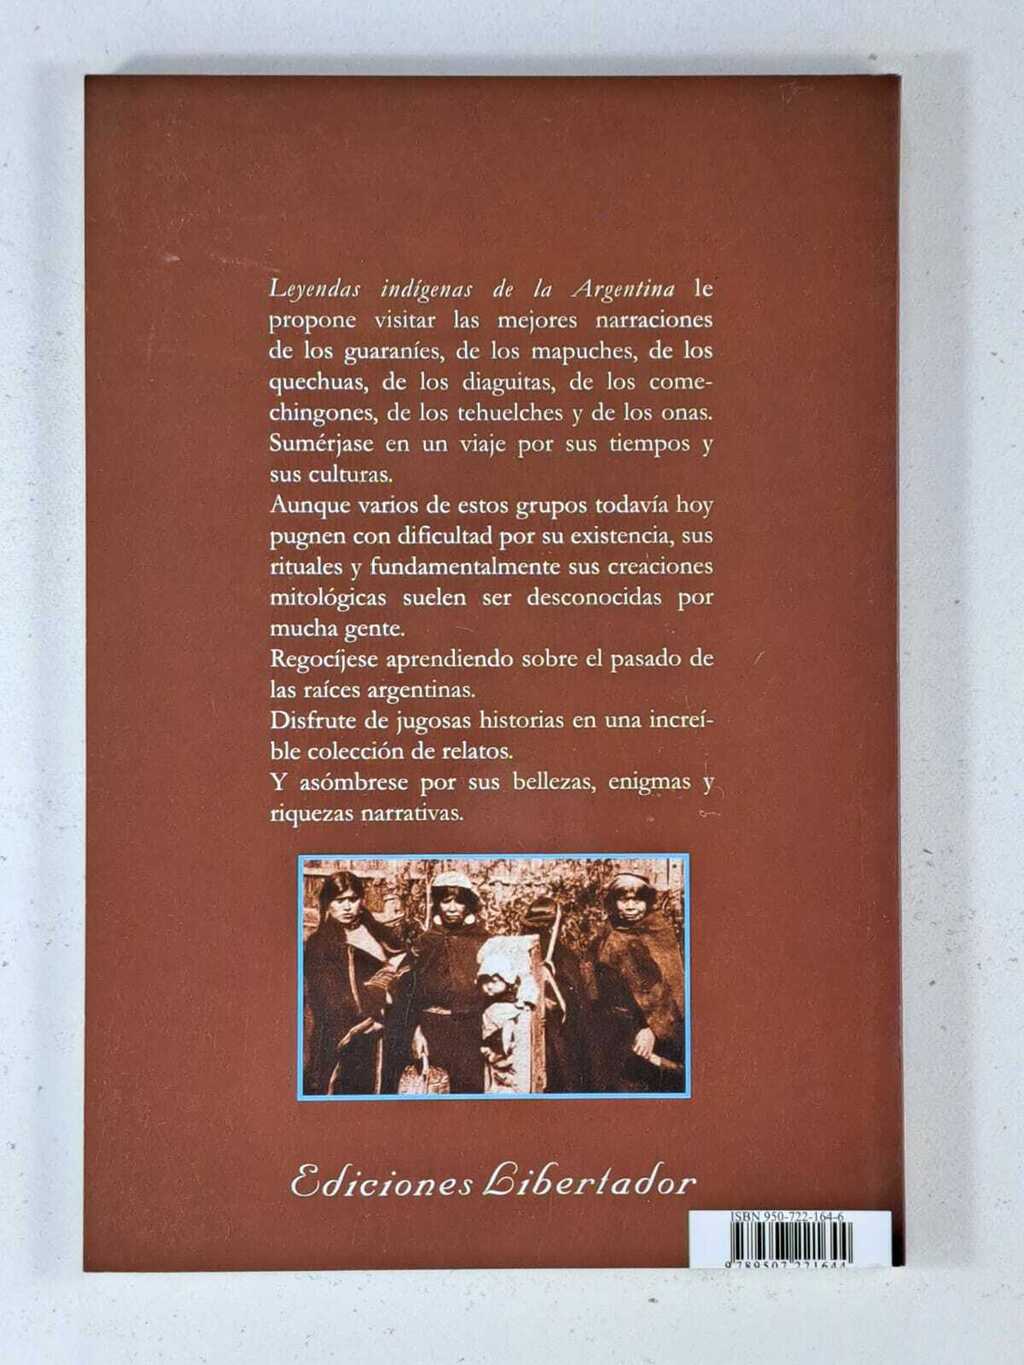 Leyendas indígenas de la Argentina le
propone visitar las mejores narraciones
de los guaraníes, de los mapuches, de los
quechuas, de los diaguitas, de los come-
chingones, de los tehuelches y de los onas.
Sumérjase en un viaje por sus tiempos y
sus culturas.
Aunque varios de estos grupos todavía hoy
pugnen con dificultad por su existencia, sus
rituales y fundamentalmente sus creaciones
mitológicas suelen ser desconocidas por
mucha gente.
Regocíjese aprendiendo sobre el pasado de
las raíces argentinas.
Disfrute de jugosas historias en una increí-
ble colección de relatos.
Y asómbrese por sus bellezas, enigmas y
riquezas narrativas.
Ediciones Libertador
ISBN 950-722-164-6
9 789507 221644